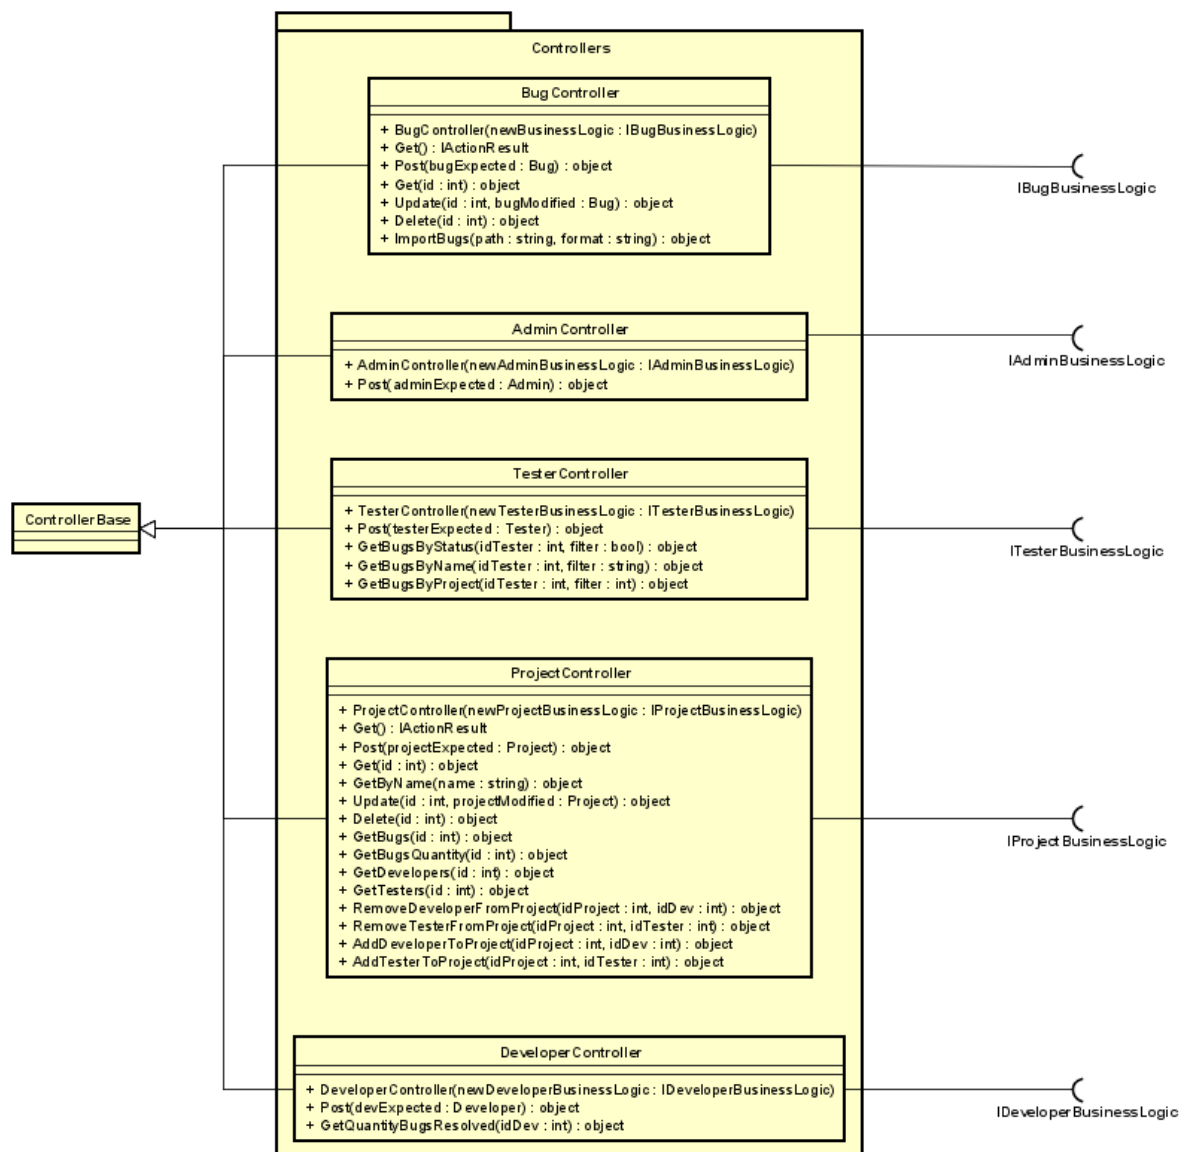 Controllers
BugController
+ BugController(newBusinessLogic : IBugBusinessLogic)
+ Get() : IActionResult
+ Post(bugExpected : Bug) : object
+ Get(id : int) : object
+ Update(id : int, bugModified : Bug) : object
+ Delete(id : int) : object
+ ImportBugs(path : string, format : string) : object
IBugBusinessLogic
AdminController
+ AdminController(newAdminBusinessLogic : IAdminBusinessLogic)
+ Post(adminExpected : Admin) : object
IAdminBusinessLogic
TesterController
+ TesterController(newTesterBusinessLogic : ITesterBusinessLogic)
+ Post(testerExpected : Tester) : object
+ GetBugsByStatus(idTester : int, filter : bool) : object
+ GetBugsByName(idTester : int, filter : string) : object
+ GetBugsByProject(idTester : int, filter : int) : object
ControllerBase
ITesterBusinessLogic
ProjectController
+ ProjectController(newProjectBusinessLogic : IProjectBusinessLogic)
+ Get() : IActionResult
+ Post(projectExpected : Project) : object
+ Get(id : int) : object
+ GetByName(name : string) : object
+ Update(id : int, projectModified : Project) : object
+ Delete(id : int) : object
+ GetBugs(id : int) : object
+ GetBugsQuantity(id : int) : object
+ GetDevelopers(id : int) : object
+ GetTesters(id : int) : object
+ RemoveDeveloperFromProject(idProject : int, idDev : int) : object
+ RemoveTesterFromProject(idProject : int, idTester : int) : object
+ AddDeveloperToProject(idProject : int, idDev : int) : object
+ AddTesterToProject(idProject : int, idTester : int) : object
IProjectBusinessLogic
DeveloperController
+ DeveloperController(newDeveloperBusinessLogic : IDeveloperBusinessLogic)
+ Post(devExpected : Developer) : object
+ GetQuantityBugsResolved(idDev : int) : object
IDeveloperBusinessLogic